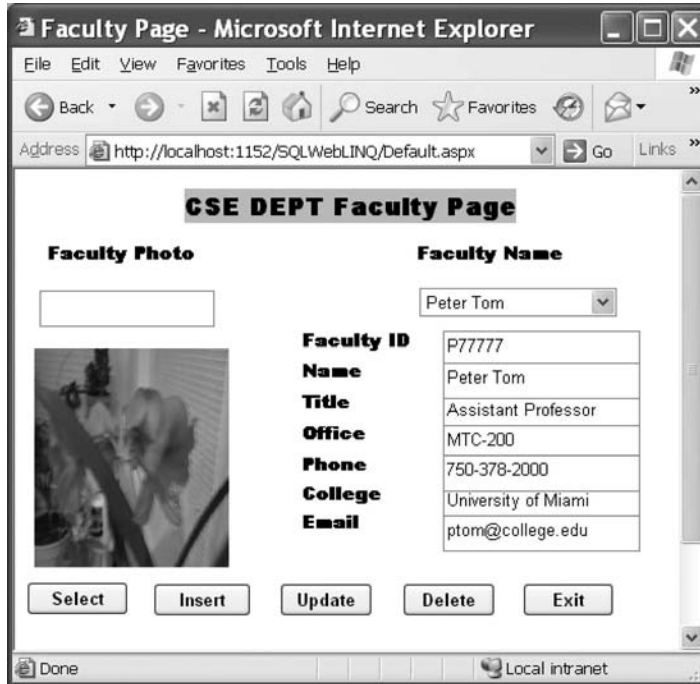 Faculty Page - Microsoft Internet Explorer
File Edit View Favorites Tools Help
Back Search Favorites »
Address http://localhost:1152/SQLWebLINQ/Default.aspx Go Links »
CSE DEPT Faculty Page
Faculty Photo Faculty Name
Peter Tom
Faculty ID P77777
Name Peter Tom
Title Assistant Professor
Office MTC-200
Phone 750-378-2000
College University of Miami
Email ptom@college.edu
Select Insert Update Delete Exit
Done Local intranet